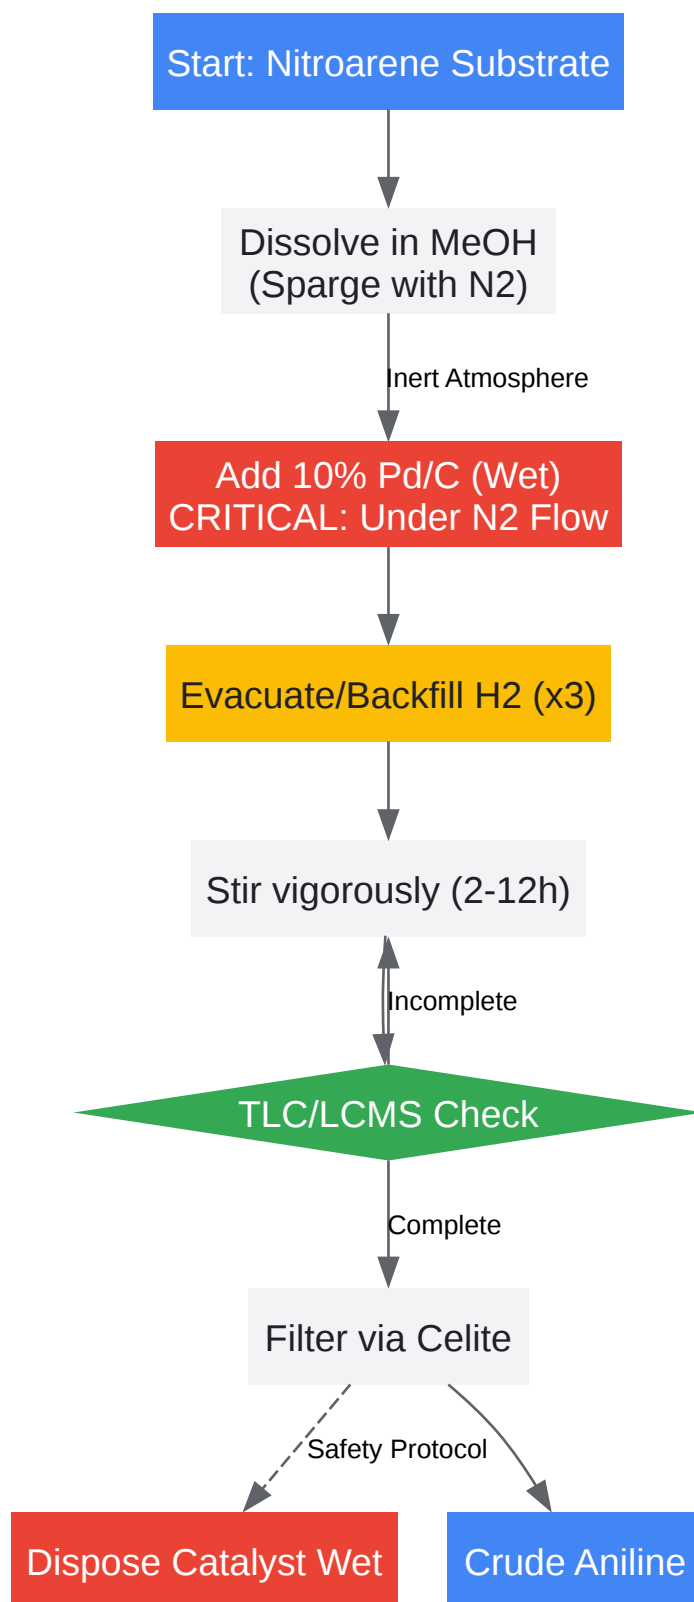 Start: Nitroarene Substrate
Dissolve in MeOH
(Sparge with N2)
Inert Atmosphere
Add 10% Pd/C (Wet)
CRITICAL: Under N2 Flow
Evacuate/Backfill H2 (x3)
Stir vigorously (2-12h)
Incomplete
TLC/LCMS Check
Complete
Filter via Celite
Safety Protocol
Dispose Catalyst Wet
Crude Aniline